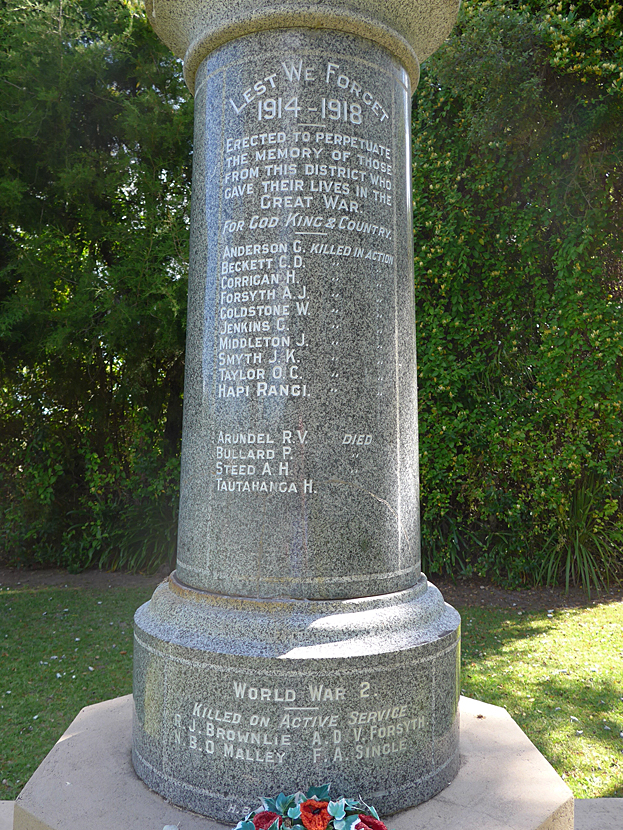 LEST WE FORGET
1914-1918
ERECTED TO PERPETUATE
THE MEMORY OF THOSE
FROM THIS DISTRICT WHO
GAVE THEIR LIVES IN THE
GREAT WAR.
FOR GOD KING & COUNTRY.
ANDERSON G. KILLED IN ACTION
BECKETT C.D. " "
CORRIGAN H. " "
FORSYTH A.J. " "
GOLDSTONE W. " "
JENKINS G. " "
MIDDLETON J. " "
SMYTH J.K. " "
TAYLOR O.C. " "
HAPI RANGI. " "
ARUNDEL R.V. DIED
BULLARD P. "
STEED A.H. "
TAUTAHANGA H.
WORLD WAR 2.
KILLED ON ACTIVE SERVICE
R.J. BROWNLIE A.D.V. FORSYTH
N.B.O MALLEY F.A. SINGLE